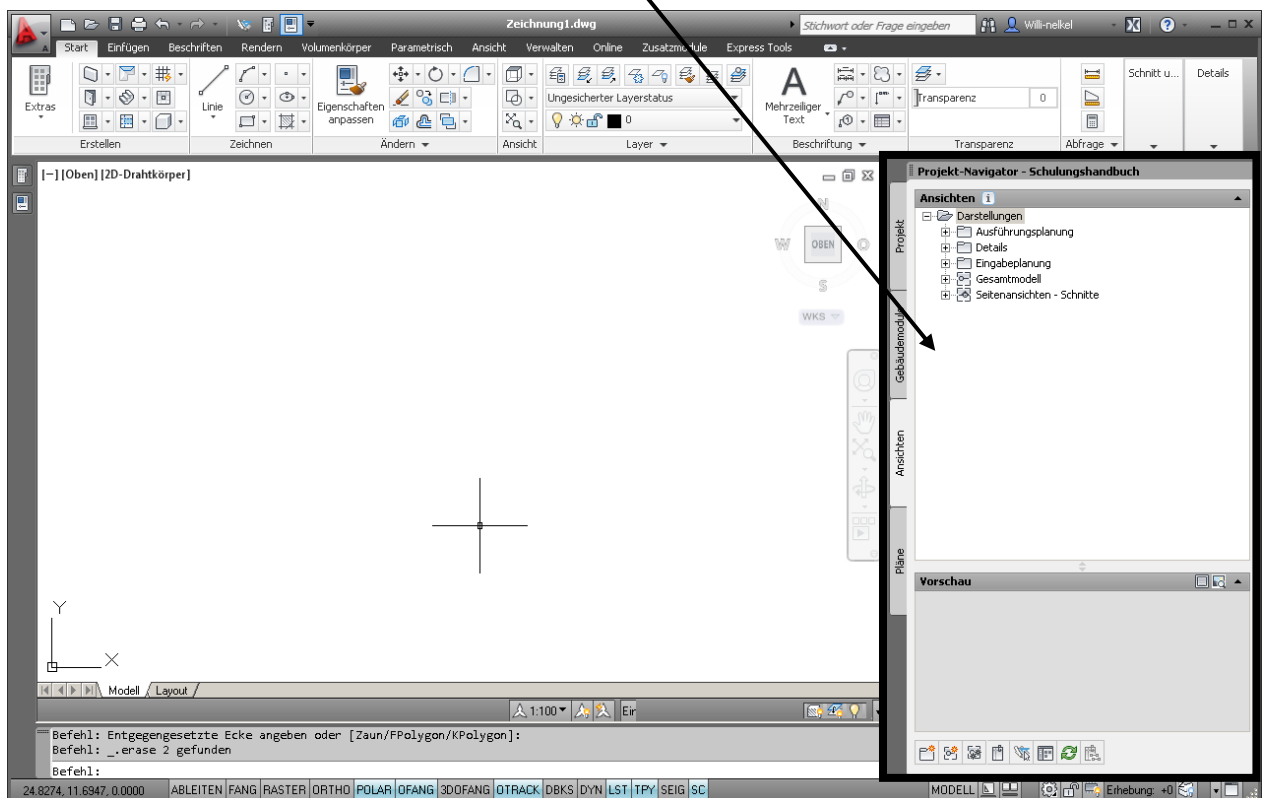 Zeichnung1.dwg
Stichwort oder Frage eingeben
Willi-nelkel
Start Einfügen Beschriften Rendern Volumenkörper Parametrisch Ansicht Verwalten Online Zusatzmodule Express Tools
Extras
Linie
Eigenschaften anpassen
Ungesicherter Layerstatus
0
Mehrzeiliger Text
Transparenz 0
Schnitt u...
Details
Erstellen Zeichnen Ändern Ansicht Layer Beschriftung Transparenz Abfrage
[−] [Oben] [2D-Drahtkörper]
N
W OBEN O
S
WKS
Projekt-Navigator - Schulungshandbuch
Ansichten
Darstellungen
Ausführungsplanung
Details
Eingabeplanung
Gesamtmodell
Seitenansichten - Schnitte
Projekt
Gebäudemodule
Ansichten
Pläne
Vorschau
Y
X
Modell Layout
1:100
Befehl: Entgegengesetzte Ecke angeben oder [Zaun/FPolygon/KPolygon]:
Befehl: _.erase 2 gefunden
Befehl:
24.8274, 11.6947, 0.0000 ABLEITEN FANG RASTER ORTHO POLAR OFANG 3DOFANG OTRACK DBKS DYN LST TPY SEIG SC MODELL Erhebung: +0